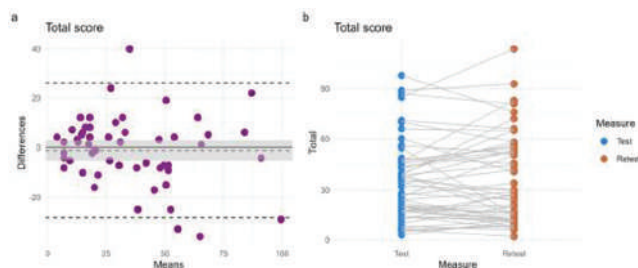 a
Total score
40
20
0
-20
Differences
0
25
50
75
100
Means
b
Total score
90
60
30
0
Total
Test
Retest
Measure
Measure
Test
Retest